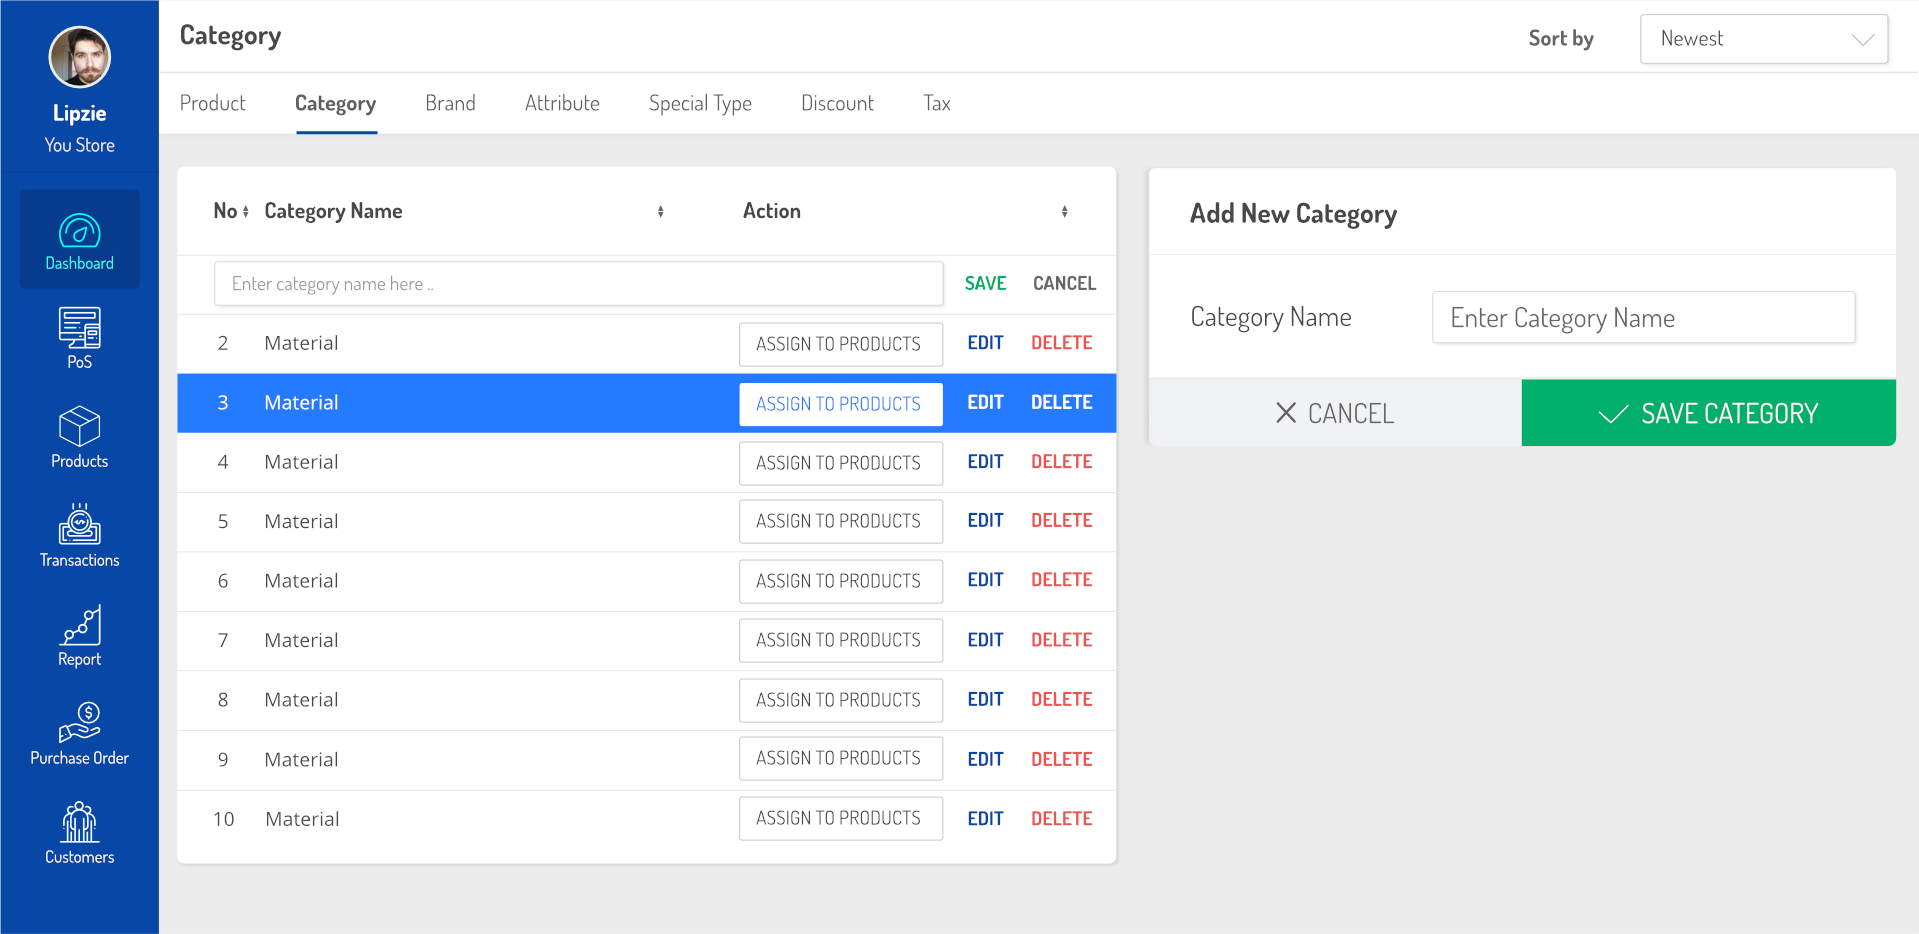 Lipzie
You Store
Dashboard
PoS
Products
Transactions
Report
Purchase Order
Customers
Category
Sort by
Newest
Product
Category
Brand
Attribute
Special Type
Discount
Tax
No Category Name Action
Enter category name here .. SAVE CANCEL
2 Material ASSIGN TO PRODUCTS EDIT DELETE
3 Material ASSIGN TO PRODUCTS EDIT DELETE
4 Material ASSIGN TO PRODUCTS EDIT DELETE
5 Material ASSIGN TO PRODUCTS EDIT DELETE
6 Material ASSIGN TO PRODUCTS EDIT DELETE
7 Material ASSIGN TO PRODUCTS EDIT DELETE
8 Material ASSIGN TO PRODUCTS EDIT DELETE
9 Material ASSIGN TO PRODUCTS EDIT DELETE
10 Material ASSIGN TO PRODUCTS EDIT DELETE
Add New Category
Category Name
Enter Category Name
CANCEL
SAVE CATEGORY